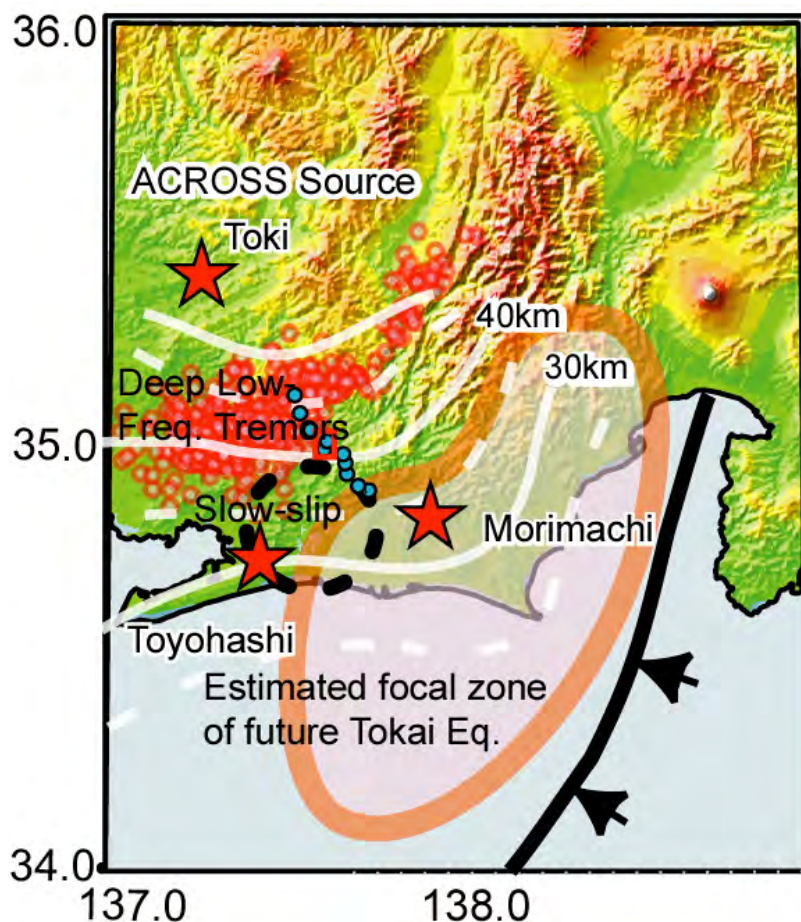 36.0
ACROSS Source
Toki
40km
30km
Deep Low-
Freq. Tremors
35.0
Slow-slip
Morimachi
Toyohashi
Estimated focal zone
of future Tokai Eq.
34.0
137.0
138.0